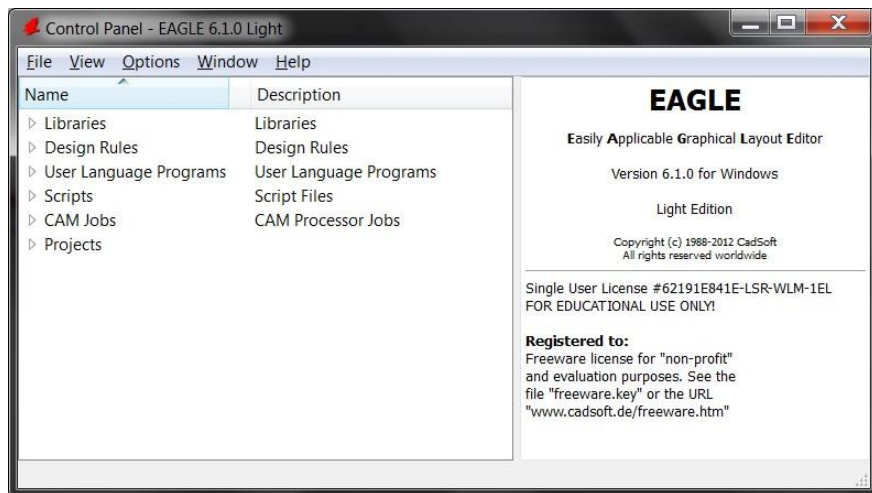 Control Panel - EAGLE 6.1.0 Light
File View Options Window Help
Name Description
Libraries Libraries
Design Rules Design Rules
User Language Programs User Language Programs
Scripts Script Files
CAM Jobs CAM Processor Jobs
Projects
EAGLE
Easily Applicable Graphical Layout Editor
Version 6.1.0 for Windows
Light Edition
Copyright (c) 1988-2012 CadSoft
All rights reserved worldwide
Single User License #62191E841E-LSR-WLM-1EL
FOR EDUCATIONAL USE ONLY!
Registered to:
Freeware license for "non-profit"
and evaluation purposes. See the
file "freeware.key" or the URL
"www.cadsoft.de/freeware.htm"